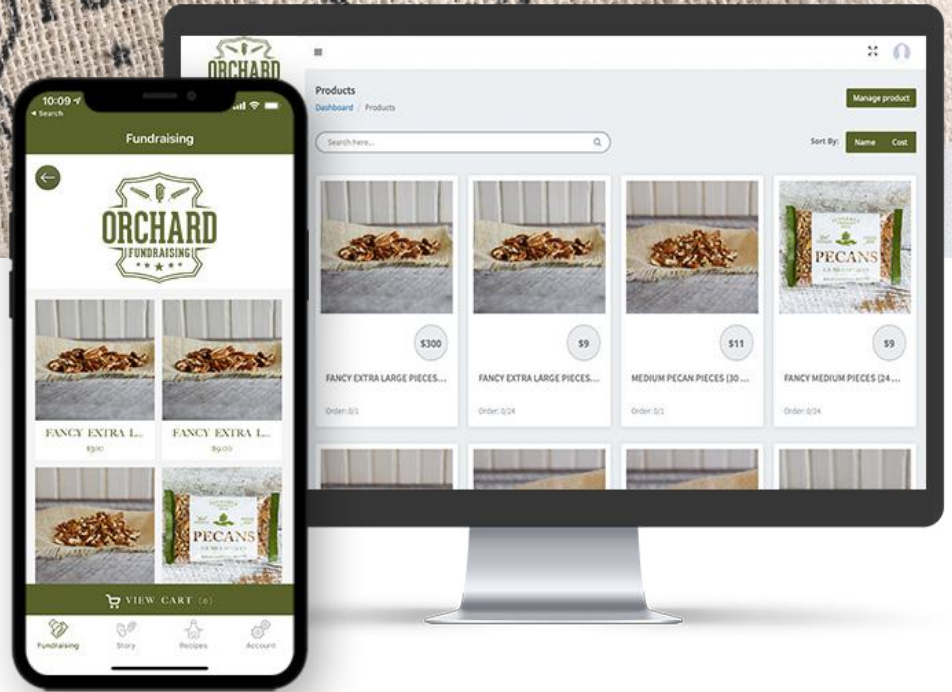 10:09
Search
Fundraising
ORCHARD
FUNDRAISING
FANCY EXTRA L...
FANCY EXTRA L...
$9.00
PECANS
VIEW CART (0)
Fundraising
Story
Recipes
Account
ORCHARD
Products
Dashboard / Products
Manage product
Search here...
Sort By:
Name
Cost
$300
$9
$11
$9
FANCY EXTRA LARGE PIECES...
FANCY EXTRA LARGE PIECES...
MEDIUM PECAN PIECES (30 ...
FANCY MEDIUM PIECES (24 ...
Order: 0/1
Order: 0/24
Order: 0/1
Order: 0/24
PECANS